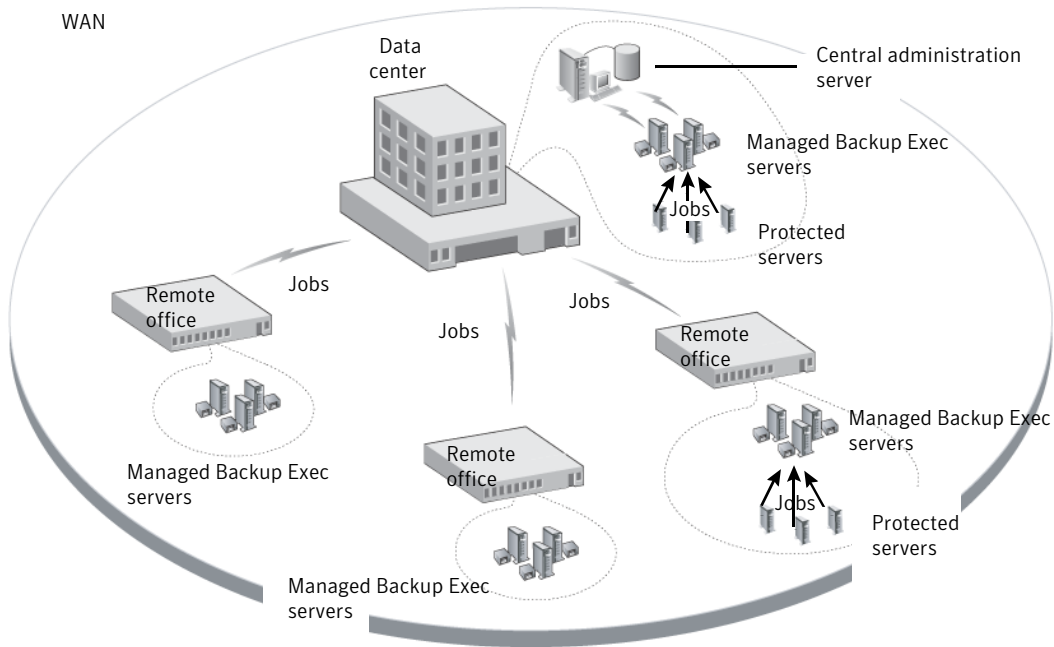 WAN
Data
center
Central administration
server
Managed Backup Exec
servers
Jobs
Protected
servers
Jobs
Remote
office
Jobs
Jobs
Remote
office
Managed Backup Exec
servers
Managed Backup Exec
servers
Remote
office
Jobs
Protected
servers
Managed Backup Exec
servers